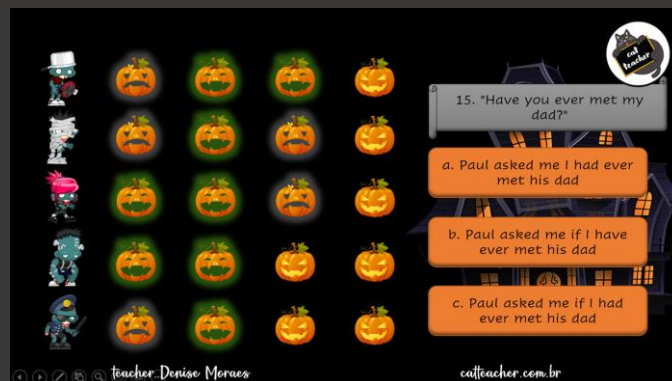 cat
teacher
15. "Have you ever met my
dad?"
a. Paul asked me I had ever
met his dad
b. Paul asked me if I have
ever met his dad
c. Paul asked me if I had
ever met his dad
teacher Denise Moraes
catteacher.com.br